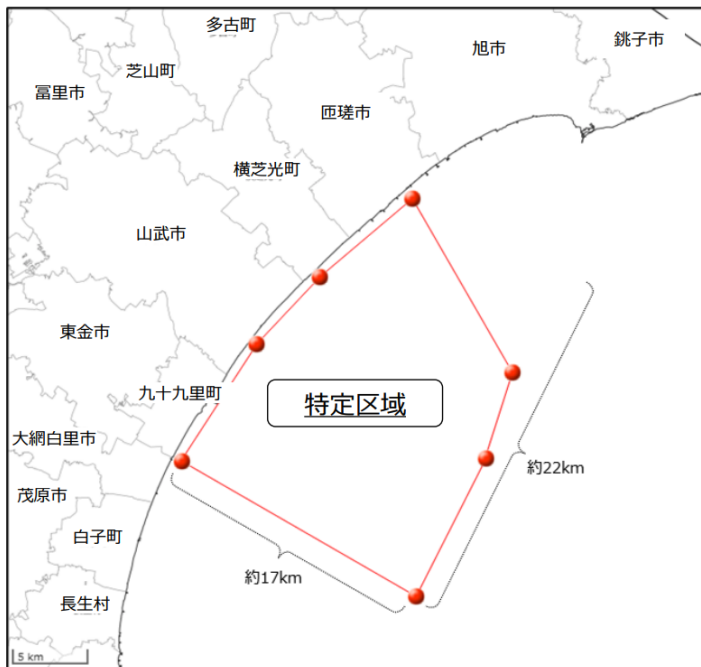 多古町
旭市
銚子市
芝山町
冨里市
匝瑳市
横芝光町
山武市
東金市
九十九里町
特定区域
大網白里市
約22km
茂原市
白子町
約17km
長生村
5 km